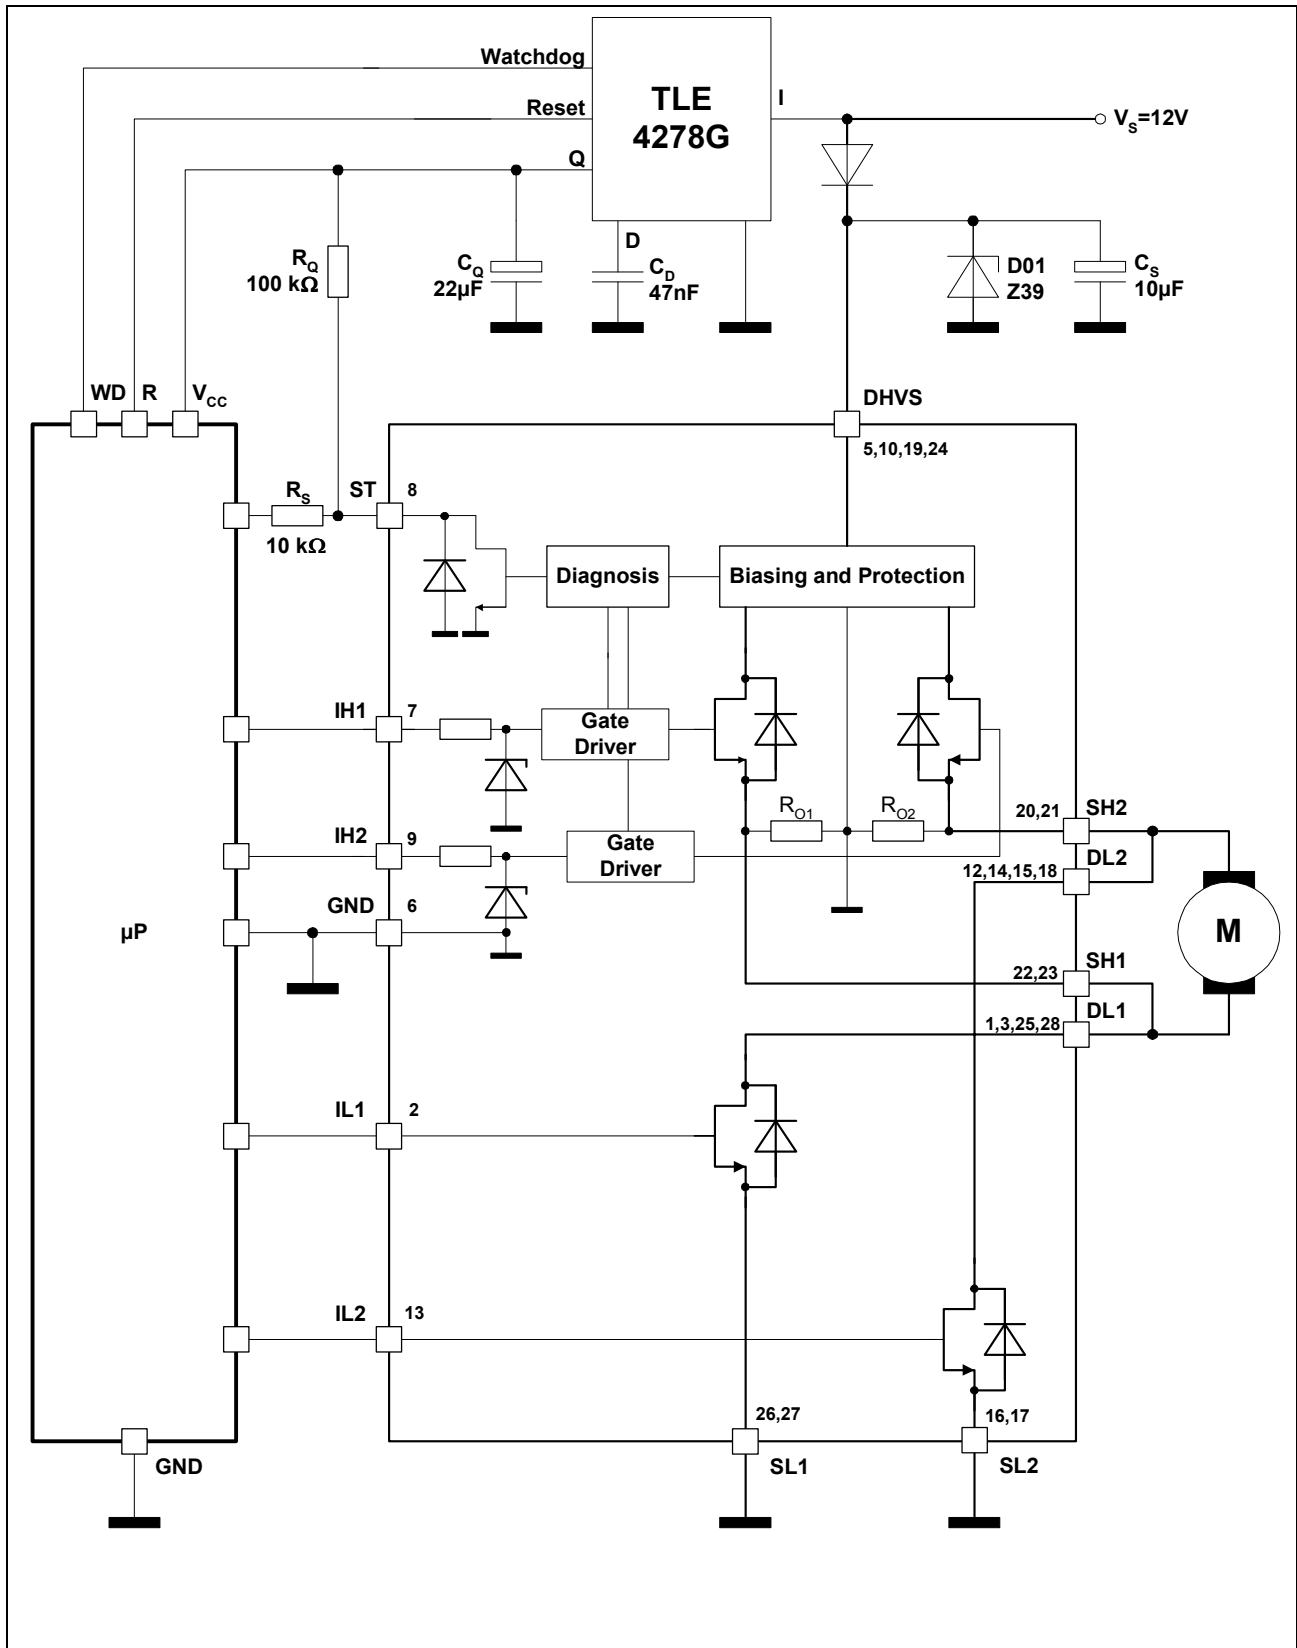 Watchdog
Reset
Q
TLE
4278G
I
V_S=12V
D
R_Q
100 kΩ
C_Q
22µF
C_D
47nF
D01
Z39
C_S
10µF
WD
R
V_CC
DHVS
5,10,19,24
R_S
10 kΩ
ST
8
Diagnosis
Biasing and Protection
IH1
7
Gate
Driver
R_O1
R_O2
20,21
SH2
IH2
9
Gate
Driver
DL2
12,14,15,18
GND
6
µP
M
22,23
SH1
DL1
1,3,25,28
IL1
2
IL2
13
26,27
16,17
GND
SL1
SL2